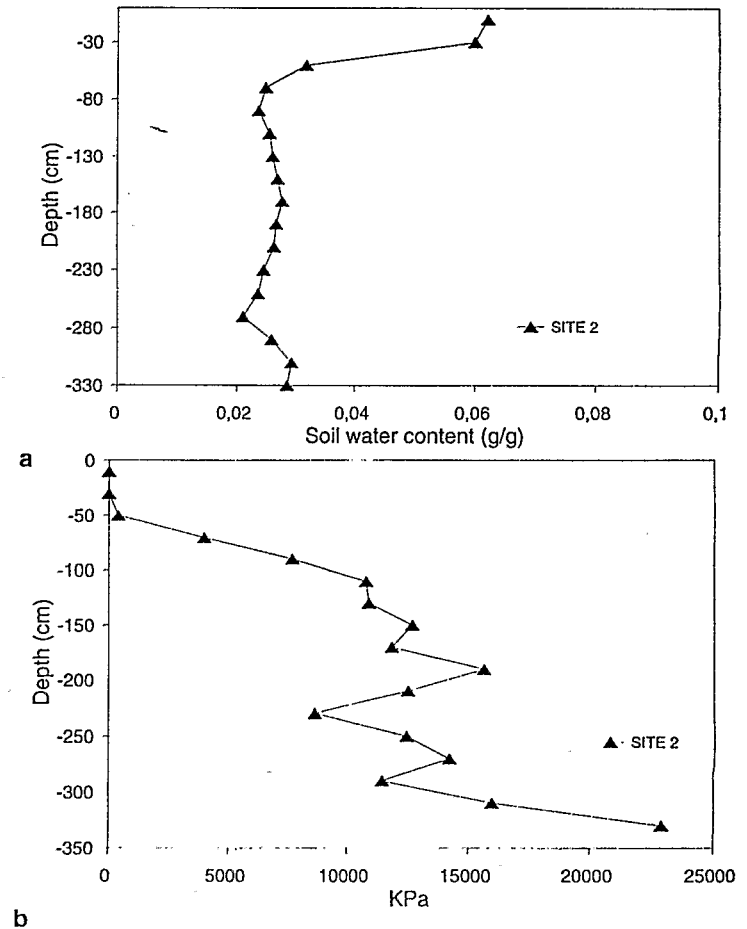 -30
-80
-130
-180
-230
-280
-330
Depth (cm)
SITE 2
0 0,02 0,04 0,06 0,08 0,1
Soil water content (g/g)
a
0
-50
-100
-150
-200
-250
-300
-350
Depth (cm)
SITE 2
0 5000 10000 15000 20000 25000
KPa
b